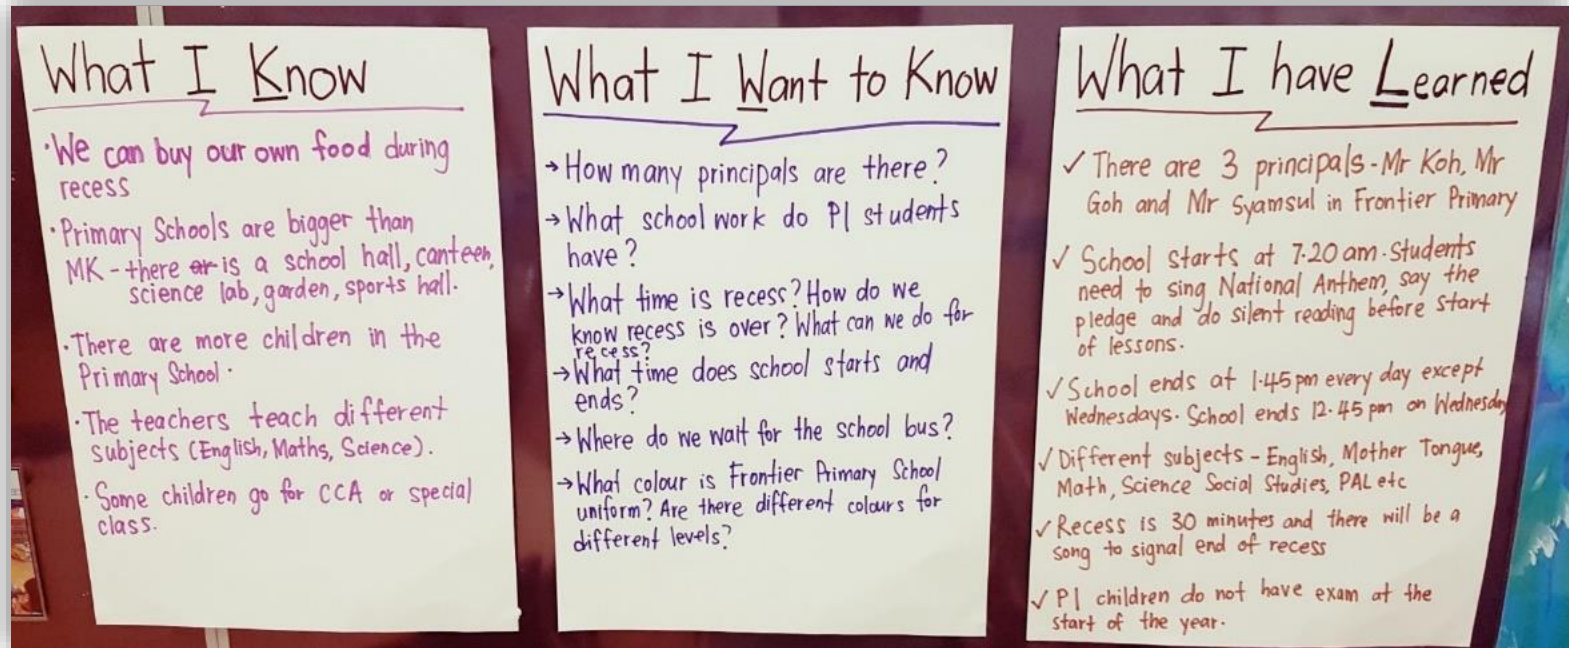 What I Know
·We can buy our own food during
recess
·Primary Schools are bigger than
MK - there ar is a school hall, canteen,
science lab, garden, sports hall.
·There are more children in the
Primary School.
·The teachers teach different
subjects (English, Maths, Science).
·Some children go for CCA or special
class.
What I Want to Know
→How many principals are there?
→What school work do P1 students
have?
→What time is recess? How do we
know recess is over? What can we do for
recess?
→What time does school starts and
ends?
→Where do we wait for the school bus?
→What colour is Frontier Primary School
uniform? Are there different colours for
different levels?
What I have Learned
✓ There are 3 principals - Mr Koh, Mr
Goh and Mr Syamsul in Frontier Primary
✓ School starts at 7.20 am. Students
need to sing National Anthem, say the
pledge and do silent reading before start
of lessons.
✓ School ends at 1.45 pm every day except
Wednesdays. School ends 12.45 pm on Wednesday
✓ Different subjects - English, Mother Tongue,
Math, Science Social Studies, PAL etc
✓ Recess is 30 minutes and there will be a
song to signal end of recess
✓ P1 children do not have exam at the
start of the year.